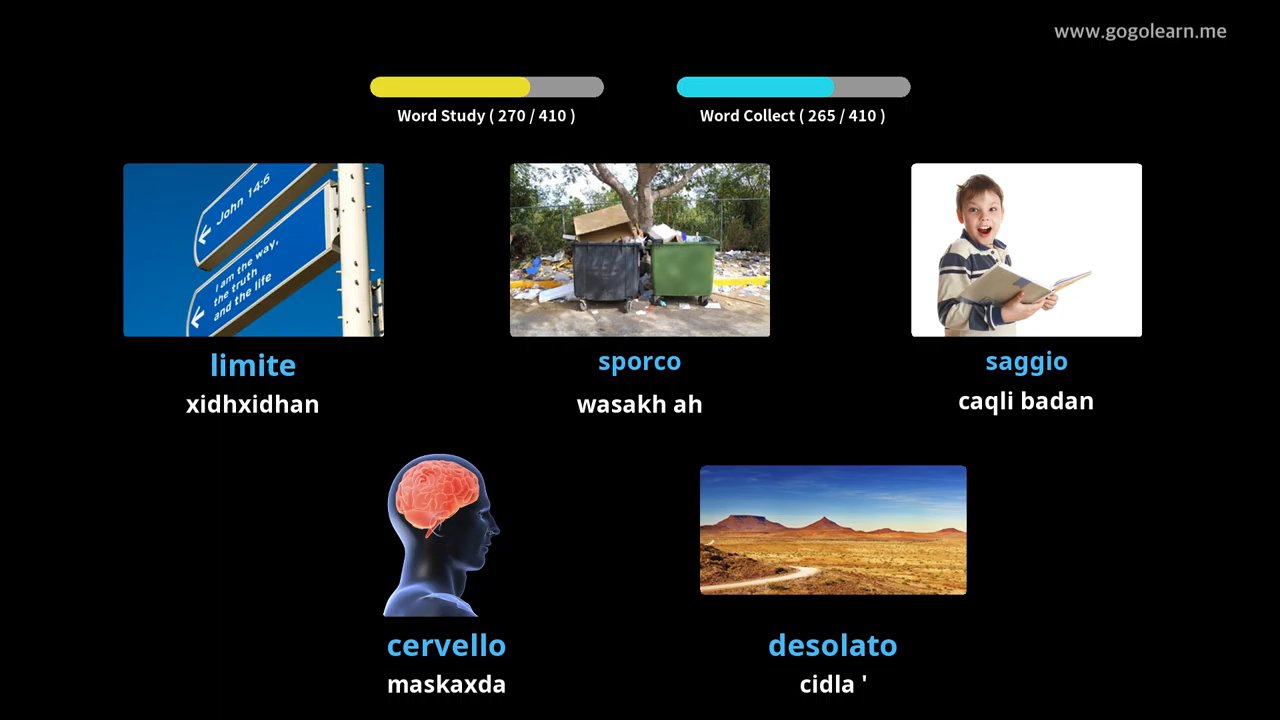 www.gogolearn.me
Word Study ( 270 / 410 )
Word Collect ( 265 / 410 )
John 14:6
I am the way,
the truth
and the life
limite
xidhxidhan
sporco
wasakh ah
saggio
caqli badan
cervello
maskaxda
desolato
cidla '